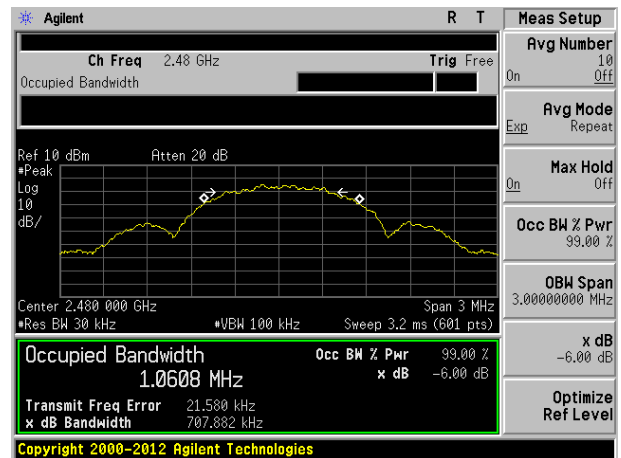 Agilent R T Meas Setup
Ch Freq 2.48 GHz Trig Free
Occupied Bandwidth
Avg Number
10
On Off
Avg Mode
Exp Repeat
Ref 10 dBm Atten 20 dB
#Peak
Log
10
dB/
Max Hold
On Off
Occ BW % Pwr
99.00 %
Center 2.480 000 GHz Span 3 MHz
#Res BW 30 kHz #VBW 100 kHz Sweep 3.2 ms (601 pts)
OBW Span
3.00000000 MHz
Occupied Bandwidth Occ BW % Pwr 99.00 %
1.0608 MHz x dB -6.00 dB
Transmit Freq Error 21.580 kHz
x dB Bandwidth 707.882 kHz
x dB
-6.00 dB
Optimize
Ref Level
Copyright 2000-2012 Agilent Technologies